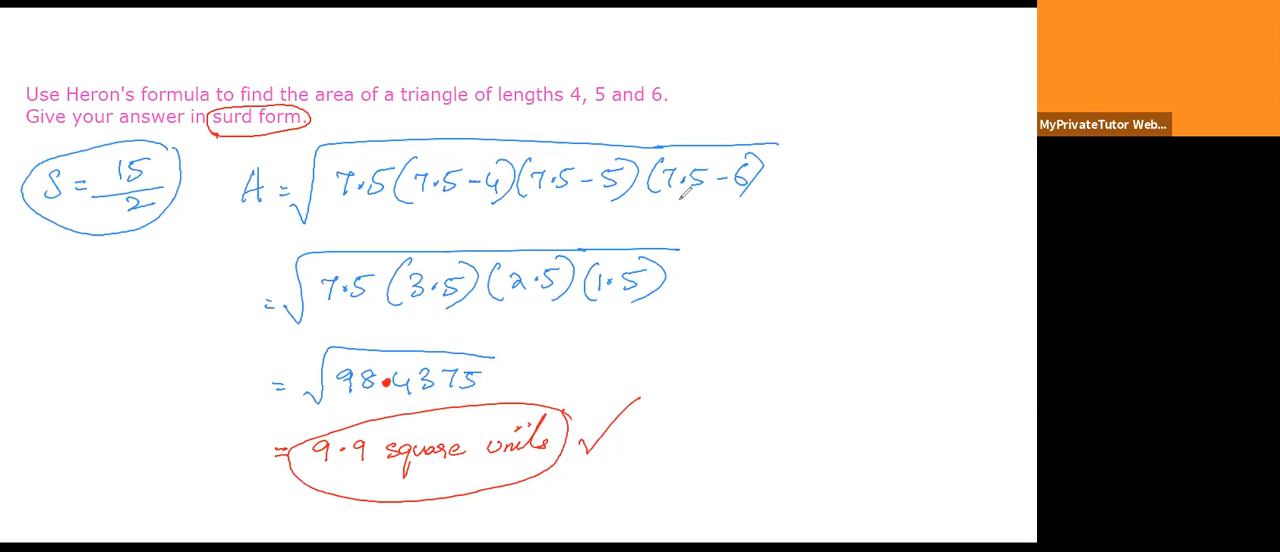 Use Heron's formula to find the area of a triangle of lengths 4, 5 and 6.
Give your answer in surd form.
S = 15/2
A = √7.5(7.5-4)(7.5-5)(7.5-6)
= √7.5(3.5)(2.5)(1.5)
= √98.4375
= 9.9 square units ✓
MyPrivateTutor Web...